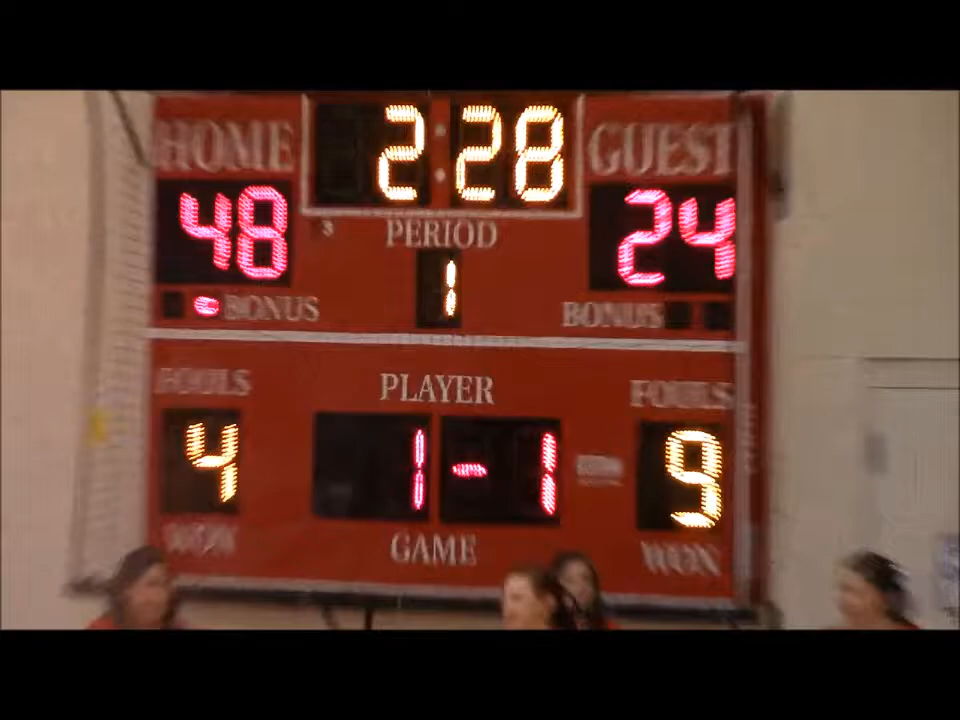 HOME 2:28 GUEST
48 PERIOD 24
1
BONUS BONUS
FOULS PLAYER FOULS
4 1-1 9
WON GAME WON